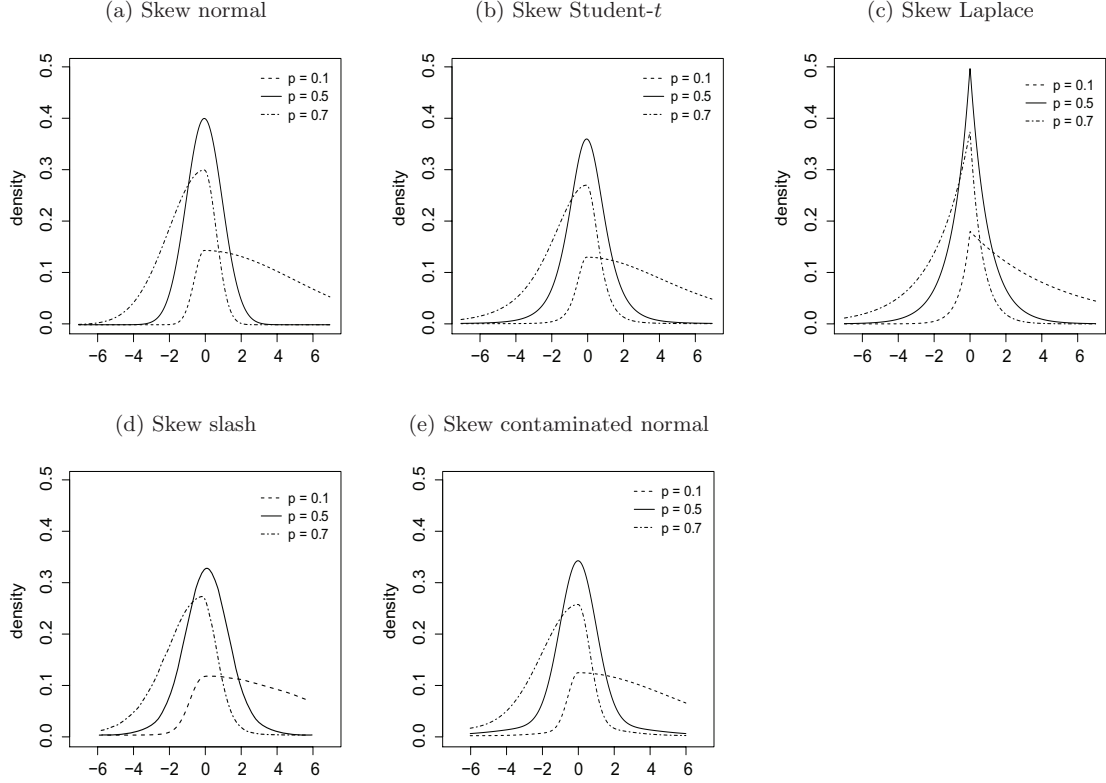 (a) Skew normal
(b) Skew Student-t
(c) Skew Laplace
0.5
0.4
0.3
0.2
0.1
0.0
density
p = 0.1
p = 0.5
p = 0.7
−6 −4 −2 0 2 4 6
0.5
0.4
0.3
0.2
0.1
0.0
density
p = 0.1
p = 0.5
p = 0.7
−6 −4 −2 0 2 4 6
0.5
0.4
0.3
0.2
0.1
0.0
density
p = 0.1
p = 0.5
p = 0.7
−6 −4 −2 0 2 4 6
(d) Skew slash
(e) Skew contaminated normal
0.5
0.4
0.3
0.2
0.1
0.0
density
p = 0.1
p = 0.5
p = 0.7
−6 −4 −2 0 2 4 6
0.5
0.4
0.3
0.2
0.1
0.0
density
p = 0.1
p = 0.5
p = 0.7
−6 −4 −2 0 2 4 6